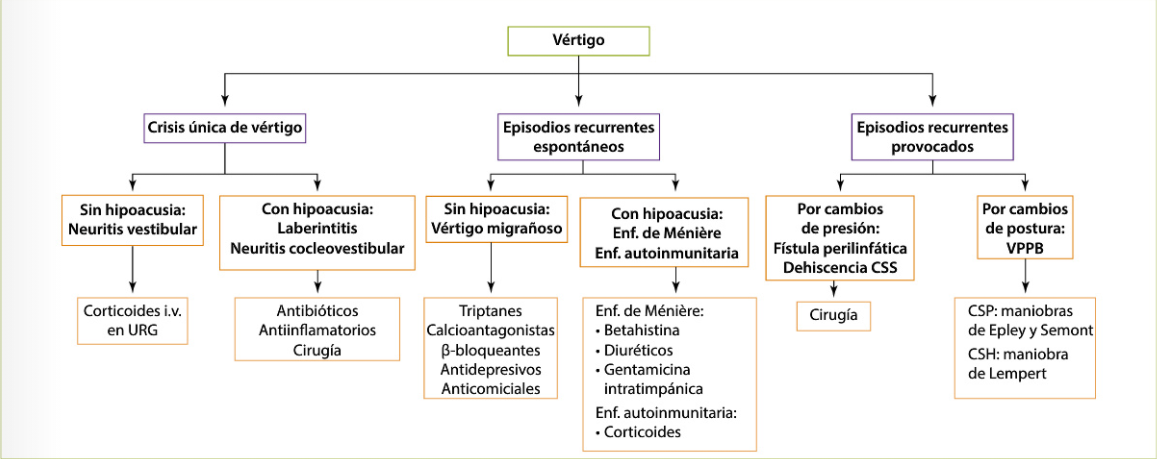 Vértigo
Crisis única de vértigo
Episodios recurrentes
espontáneos
Episodios recurrentes
provocados
Sin hipoacusia:
Neuritis vestibular
Con hipoacusia:
Laberintitis
Neuritis cocleovestibular
Sin hipoacusia:
Vértigo migrañoso
Con hipoacusia:
Enf. de Ménière
Enf. autoinmunitaria
Por cambios
de presión:
Fístula perilinfática
Dehiscencia CSS
Por cambios
de postura:
VPPB
Corticoides i.v.
en URG
Antibióticos
Antiinflamatorios
Cirugía
Triptanes
Calcioantagonistas
β-bloqueantes
Antidepresivos
Anticomiciales
Enf. de Ménière:
• Betahistina
• Diuréticos
• Gentamicina
intratimpánica
Enf. autoinmunitaria:
• Corticoides
Cirugía
CSP: maniobras
de Epley y Semont
CSH: maniobra
de Lempert